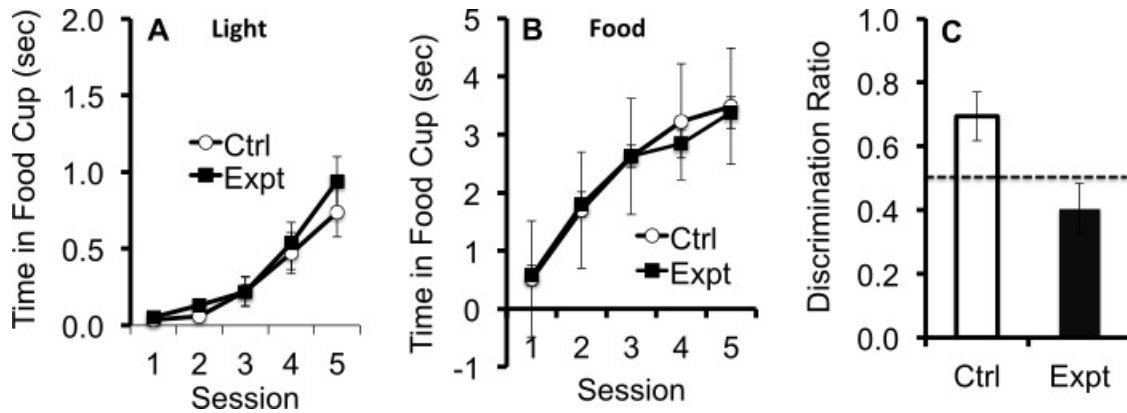 A Light
Time in Food Cup (sec)
2.0
1.5
1.0
0.5
0.0
Ctrl
Expt
1 2 3 4 5
Session
B Food
Time in Food Cup (sec)
5
4
3
2
1
0
-1
Ctrl
Expt
1 2 3 4 5
Session
C
Discrimination Ratio
1.0
0.8
0.6
0.4
0.2
0.0
Ctrl Expt